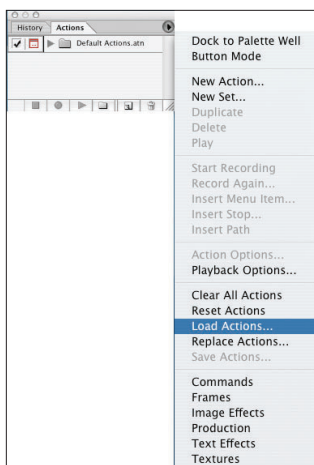 History
Actions
Default Actions.atn
Dock to Palette Well
Button Mode
New Action...
New Set...
Duplicate
Delete
Play
Start Recording
Record Again...
Insert Menu Item...
Insert Stop...
Insert Path
Action Options...
Playback Options...
Clear All Actions
Reset Actions
Load Actions...
Replace Actions...
Save Actions...
Commands
Frames
Image Effects
Production
Text Effects
Textures